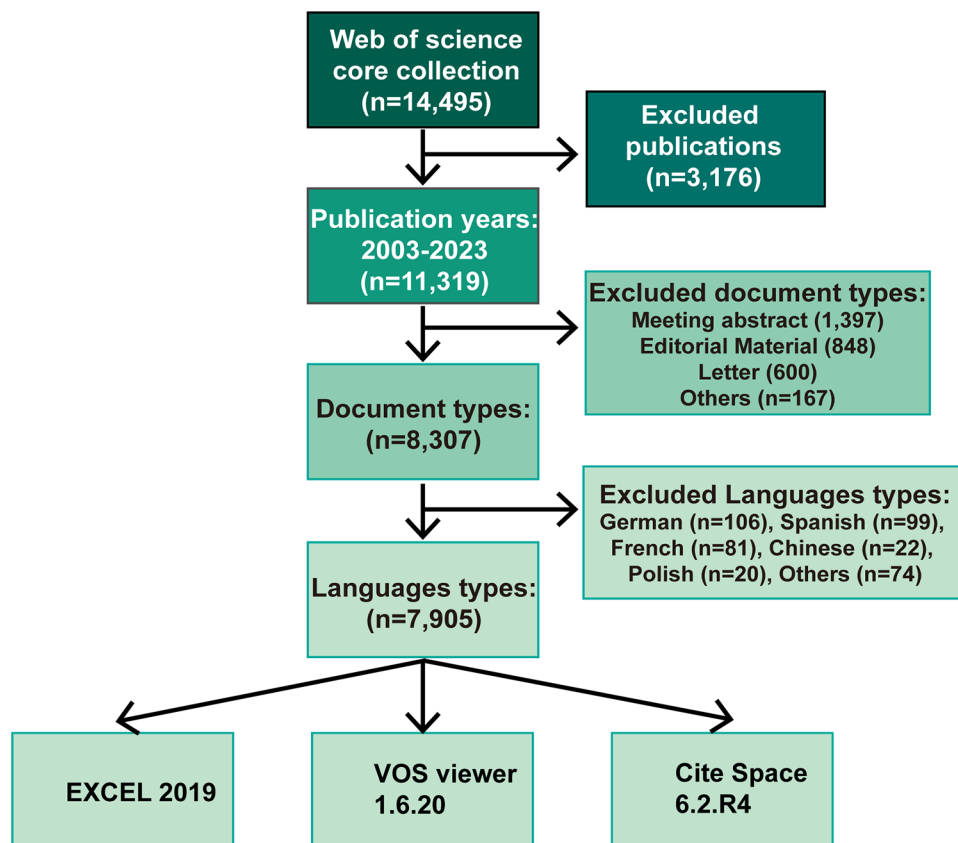 Web of science
core collection
(n=14,495)
Excluded
publications
(n=3,176)
Publication years:
2003-2023
(n=11,319)
Excluded document types:
Meeting abstract (1,397)
Editorial Material (848)
Letter (600)
Others (n=167)
Document types:
(n=8,307)
Excluded Languages types:
German (n=106), Spanish (n=99),
French (n=81), Chinese (n=22),
Polish (n=20), Others (n=74)
Languages types:
(n=7,905)
EXCEL 2019
VOS viewer
1.6.20
Cite Space
6.2.R4